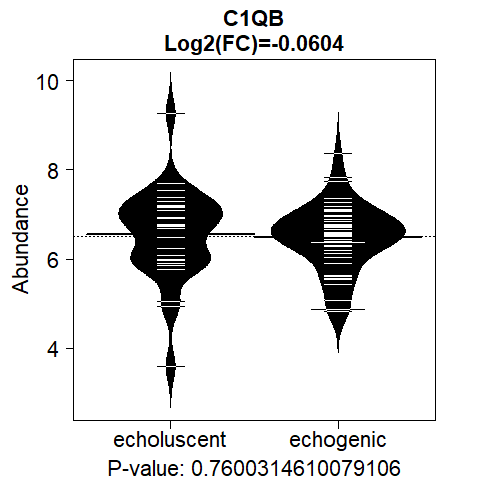 C1QB
Log2(FC)=-0.0604
10
8
6
4
Abundance
echoluscent echogenic
P-value: 0.7600314610079106